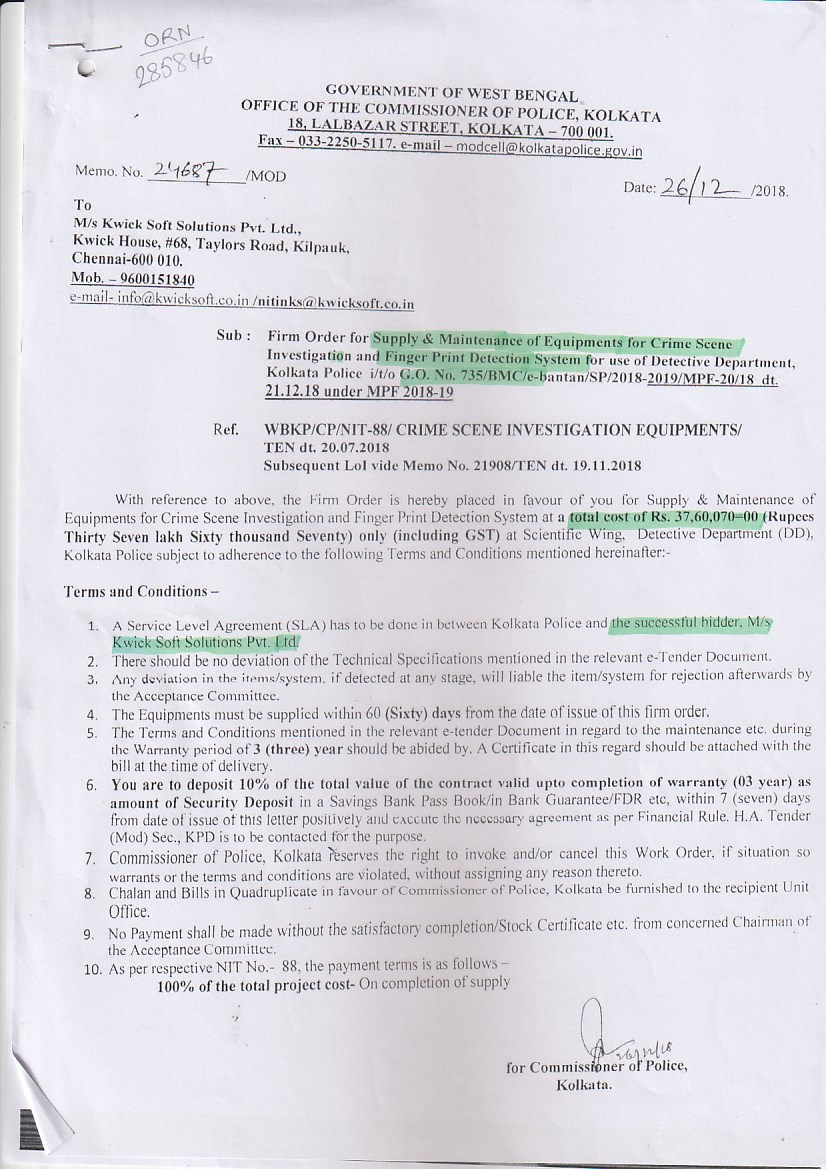 ORN
285846
GOVERNMENT OF WEST BENGAL
OFFICE OF THE COMMISSIONER OF POLICE, KOLKATA
18, LALBAZAR STREET, KOLKATA – 700 001.
Fax – 033-2250-5117. e-mail – modcell@kolkatapolice.gov.in
Memo. No. 24687 /MOD
Date: 26/12 /2018.
To
M/s Kwick Soft Solutions Pvt. Ltd.,
Kwick House, #68, Taylors Road, Kilpauk,
Chennai-600 010.
Mob. – 9600151840
e-mail- info@kwicksoft.co.in /nitinks@kwicksoft.co.in
Sub : Firm Order for Supply & Maintenance of Equipments for Crime Scene
Investigation and Finger Print Detection System for use of Detective Department,
Kolkata Police i/t/o G.O. No. 735/BMC/e-bantan/SP/2018-2019/MPF-20/18 dt.
21.12.18 under MPF 2018-19
Ref. WBKP/CP/NIT-88/ CRIME SCENE INVESTIGATION EQUIPMENTS/
TEN dt. 20.07.2018
Subsequent LoI vide Memo No. 21908/TEN dt. 19.11.2018
With reference to above, the Firm Order is hereby placed in favour of you for Supply & Maintenance of
Equipments for Crime Scene Investigation and Finger Print Detection System at a total cost of Rs. 37,60,070=00 (Rupees
Thirty Seven lakh Sixty thousand Seventy) only (including GST) at Scientific Wing, Detective Department (DD),
Kolkata Police subject to adherence to the following Terms and Conditions mentioned hereinafter:-
Terms and Conditions –
1. A Service Level Agreement (SLA) has to be done in between Kolkata Police and the successful bidder, M/s
Kwick Soft Solutions Pvt. Ltd.
2. There should be no deviation of the Technical Specifications mentioned in the relevant e-Tender Document.
3. Any deviation in the items/system, if detected at any stage, will liable the item/system for rejection afterwards by
the Acceptance Committee.
4. The Equipments must be supplied within 60 (Sixty) days from the date of issue of this firm order.
5. The Terms and Conditions mentioned in the relevant e-tender Document in regard to the maintenance etc. during
the Warranty period of 3 (three) year should be abided by. A Certificate in this regard should be attached with the
bill at the time of delivery.
6. You are to deposit 10% of the total value of the contract valid upto completion of warranty (03 year) as
amount of Security Deposit in a Savings Bank Pass Book/in Bank Guarantee/FDR etc, within 7 (seven) days
from date of issue of this letter positively and execute the necessary agreement as per Financial Rule. H.A. Tender
(Mod) Sec., KPD is to be contacted for the purpose.
7. Commissioner of Police, Kolkata reserves the right to invoke and/or cancel this Work Order, if situation so
warrants or the terms and conditions are violated, without assigning any reason thereto.
8. Chalan and Bills in Quadruplicate in favour of Commissioner of Police, Kolkata be furnished to the recipient Unit
Office.
9. No Payment shall be made without the satisfactory completion/Stock Certificate etc. from concerned Chairman of
the Acceptance Committee.
10. As per respective NIT No.- 88, the payment terms is as follows –
100% of the total project cost- On completion of supply
for Commissioner of Police,
Kolkata.